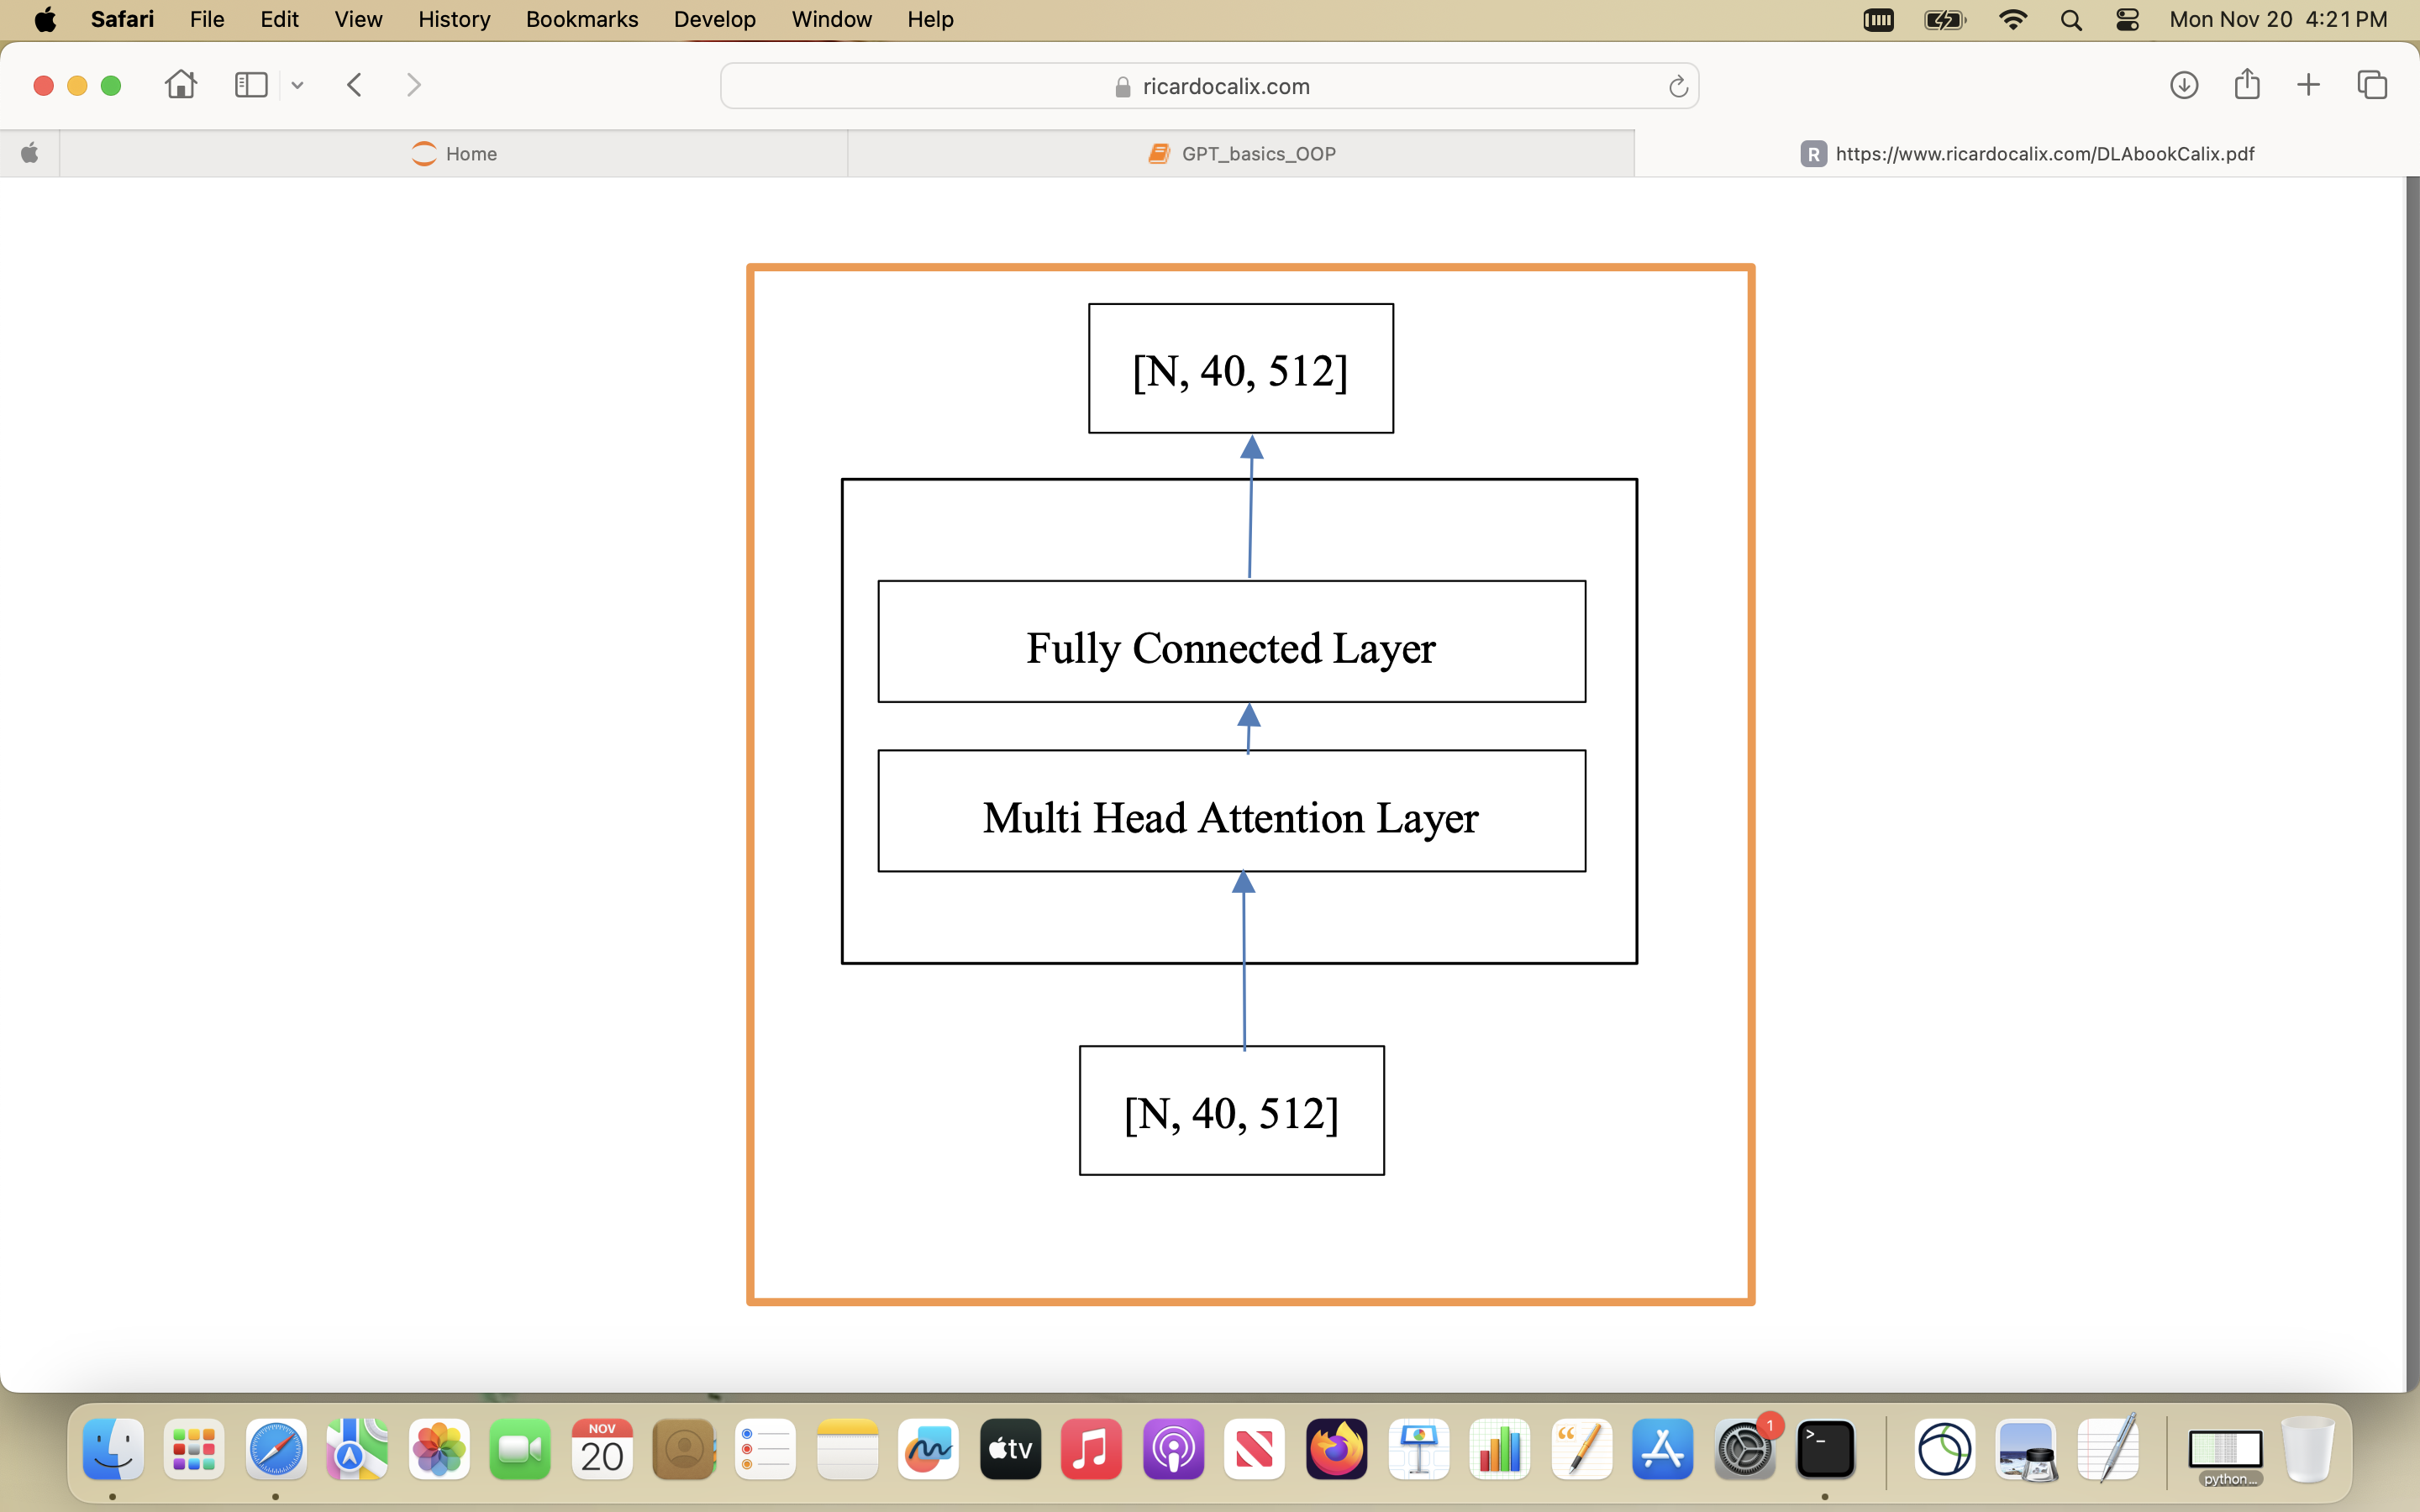 Safari File Edit View History Bookmarks Develop Window Help Mon Nov 20 4:21 PM
ricardocalix.com
Home GPT_basics_OOP R https://www.ricardocalix.com/DLAbookCalix.pdf
[N, 40, 512]
Fully Connected Layer
Multi Head Attention Layer
[N, 40, 512]
NOV
20
tv
1
>_
python...